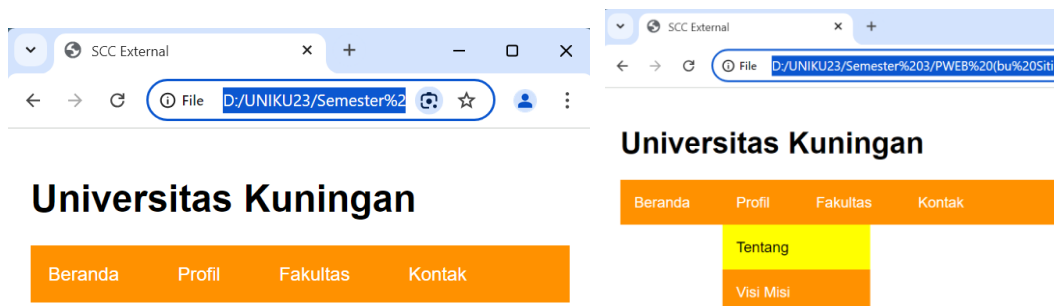 SCC External
File D:/UNIKU23/Semester%2
Universitas Kuningan
Beranda Profil Fakultas Kontak
SCC External
File D:/UNIKU23/Semester%203/PWEB%20(bu%20Siti
Universitas Kuningan
Beranda Profil Fakultas Kontak
Tentang
Visi Misi